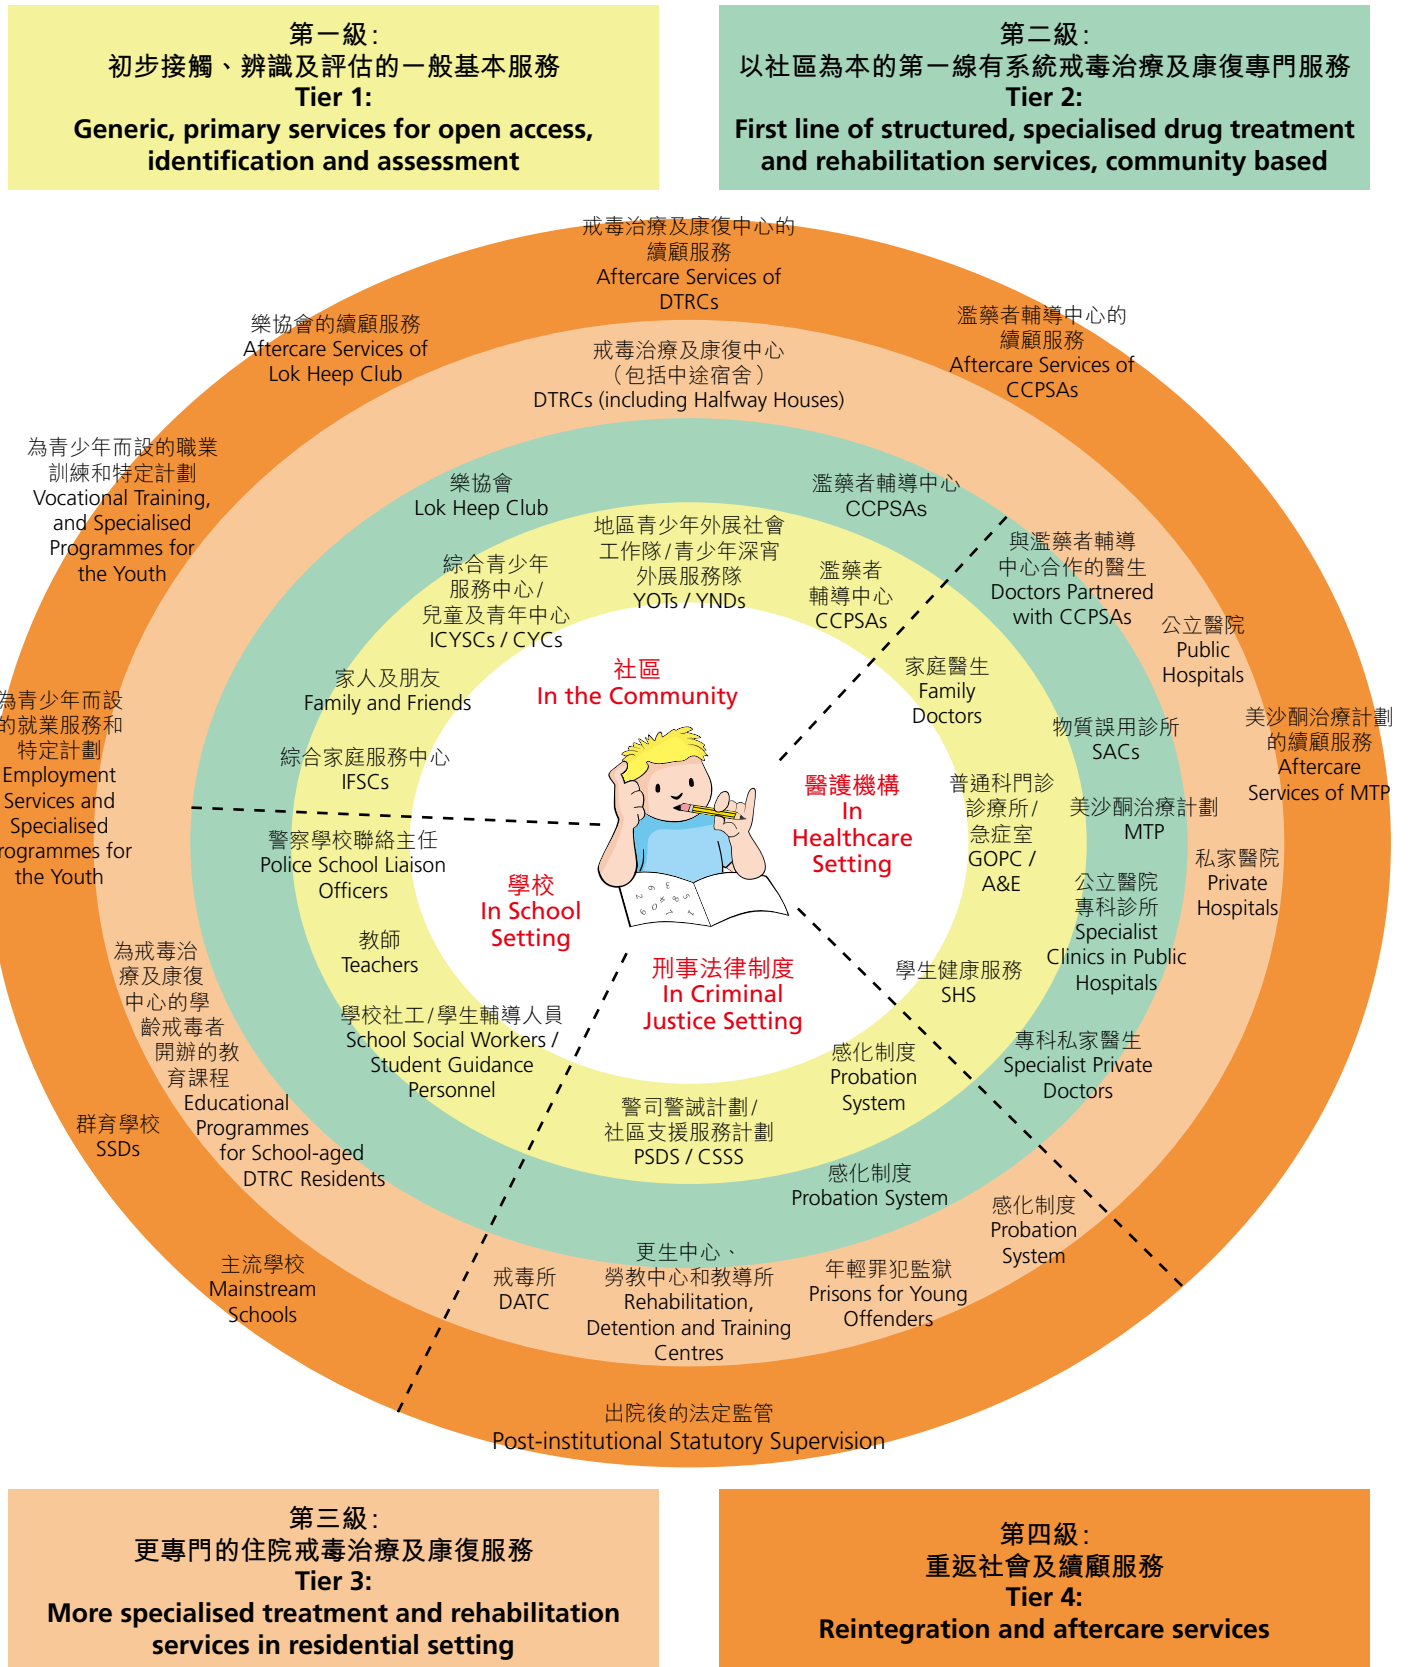 第一級：
初步接觸、辨識及評估的一般基本服務
Tier 1:
Generic, primary services for open access,
identification and assessment
第二級：
以社區為本的第一線有系統戒毒治療及康復專門服務
Tier 2:
First line of structured, specialised drug treatment
and rehabilitation services, community based
戒毒治療及康復中心的
續顧服務
Aftercare Services of
DTRCs
樂協會的續顧服務
Aftercare Services of
Lok Heep Club
濫藥者輔導中心的
續顧服務
Aftercare Services of
CCPSAs
戒毒治療及康復中心
（包括中途宿舍）
DTRCs (including Halfway Houses)
為青少年而設的職業
訓練和特定計劃
Vocational Training,
and Specialised
Programmes for
the Youth
樂協會
Lok Heep Club
濫藥者輔導中心
CCPSAs
地區青少年外展社會
工作隊/青少年深宵
外展服務隊
YOTs / YNDs
綜合青少年
服務中心/
兒童及青年中心
ICYSCs / CYCs
濫藥者
輔導中心
CCPSAs
與濫藥者輔導
中心合作的醫生
Doctors Partnered
with CCPSAs
公立醫院
Public
Hospitals
家人及朋友
Family and Friends
社區
In the Community
家庭醫生
Family
Doctors
為青少年而設
的就業服務和
特定計劃
Employment
Services and
Specialised
rogrammes for
the Youth
綜合家庭服務中心
IFSCs
物質誤用診所
SACs
美沙酮治療計劃
的續顧服務
Aftercare
Services of MTP
醫護機構
In
Healthcare
Setting
普通科門診
診療所/
急症室
GOPC /
A&E
美沙酮治療計劃
MTP
警察學校聯絡主任
Police School Liaison
Officers
學校
In School
Setting
私家醫院
Private
Hospitals
公立醫院
專科診所
Specialist
Clinics in Public
Hospitals
教師
Teachers
刑事法律制度
In Criminal
Justice Setting
學生健康服務
SHS
為戒毒治
療及康復
中心的學
齡戒毒者
開辦的教
育課程
Educational
Programmes
for School-aged
DTRC Residents
學校社工/學生輔導人員
School Social Workers /
Student Guidance
Personnel
感化制度
Probation
System
專科私家醫生
Specialist Private
Doctors
警司警誡計劃/
社區支援服務計劃
PSDS / CSSS
群育學校
SSDs
感化制度
Probation System
感化制度
Probation
System
主流學校
Mainstream
Schools
戒毒所
DATC
更生中心、
勞教中心和教導所
Rehabilitation,
Detention and Training
Centres
年輕罪犯監獄
Prisons for Young
Offenders
出院後的法定監管
Post-institutional Statutory Supervision
第三級：
更專門的住院戒毒治療及康復服務
Tier 3:
More specialised treatment and rehabilitation
services in residential setting
第四級：
重返社會及續顧服務
Tier 4:
Reintegration and aftercare services